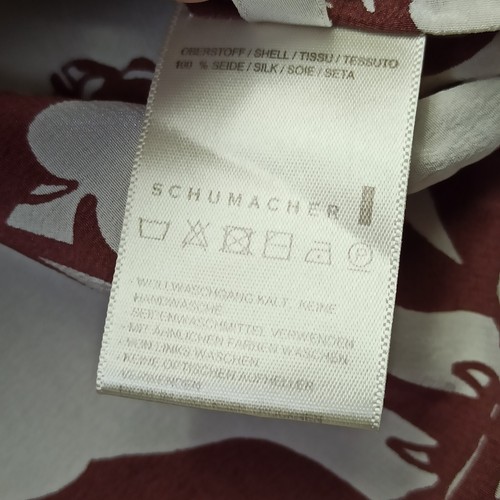 OBERSTOFF / SHELL / TISSU / TESSUTO
100 % SEIDE / SILK / SOIE / SETA
SCHUMACHER
- WOLLWASCHGANG KALT, KEINE
HANDWÄSCHE
SEIDENWASCHMITTEL VERWENDEN
- MIT ÄHNLICHEN FARBEN WASCHEN
- VON LINKS WASCHEN
- KEINE OPTISCHEN AUFHELLER
VERWENDEN